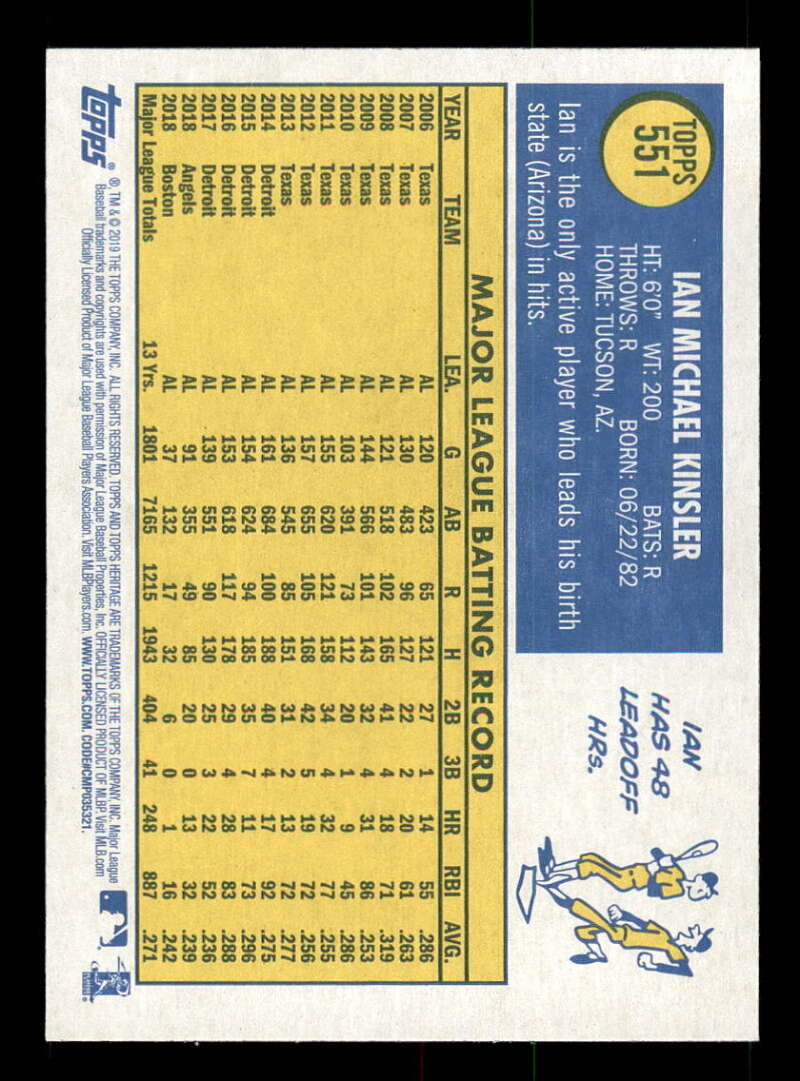 TOPPS
551
IAN MICHAEL KINSLER
HT: 6'0" WT: 200 BATS: R
THROWS: R BORN: 06/22/82
HOME: TUCSON, AZ.
Ian is the only active player who leads his birth
state (Arizona) in hits.
IAN
HAS 48
LEADOFF
HRs.
MAJOR LEAGUE BATTING RECORD
YEAR TEAM LEA. G AB R H 2B 3B HR RBI AVG.
2006 Texas AL 120 423 65 121 27 1 14 55 .286
2007 Texas AL 130 483 96 127 22 2 20 61 .263
2008 Texas AL 121 518 102 165 41 4 18 71 .319
2009 Texas AL 144 566 101 143 32 4 31 86 .253
2010 Texas AL 103 391 73 112 20 1 9 45 .286
2011 Texas AL 155 620 121 158 34 4 32 77 .255
2012 Texas AL 157 655 105 168 42 5 19 72 .256
2013 Texas AL 136 545 85 151 31 2 13 72 .277
2014 Detroit AL 161 684 100 188 40 4 17 92 .275
2015 Detroit AL 154 624 94 185 35 7 11 73 .296
2016 Detroit AL 153 618 117 178 29 4 28 83 .288
2017 Detroit AL 139 551 90 130 25 3 22 52 .236
2018 Angels AL 91 355 49 85 20 0 13 32 .239
2018 Boston AL 37 132 17 32 6 0 1 16 .242
Major League Totals 13 Yrs. 1801 7165 1215 1943 404 41 248 887 .271
topps® ®, TM & © 2019 THE TOPPS COMPANY, INC. ALL RIGHTS RESERVED. TOPPS AND TOPPS HERITAGE ARE TRADEMARKS OF THE TOPPS COMPANY, INC. Major League
Baseball trademarks and copyrights are used with permission of Major League Baseball Properties, Inc. OFFICIALLY LICENSED PRODUCT OF MLBP Visit MLB.com
Officially Licensed Product of Major League Baseball Players Association. Visit MLBPlayers.com. WWW.TOPPS.COM. CODE#CMP035321.